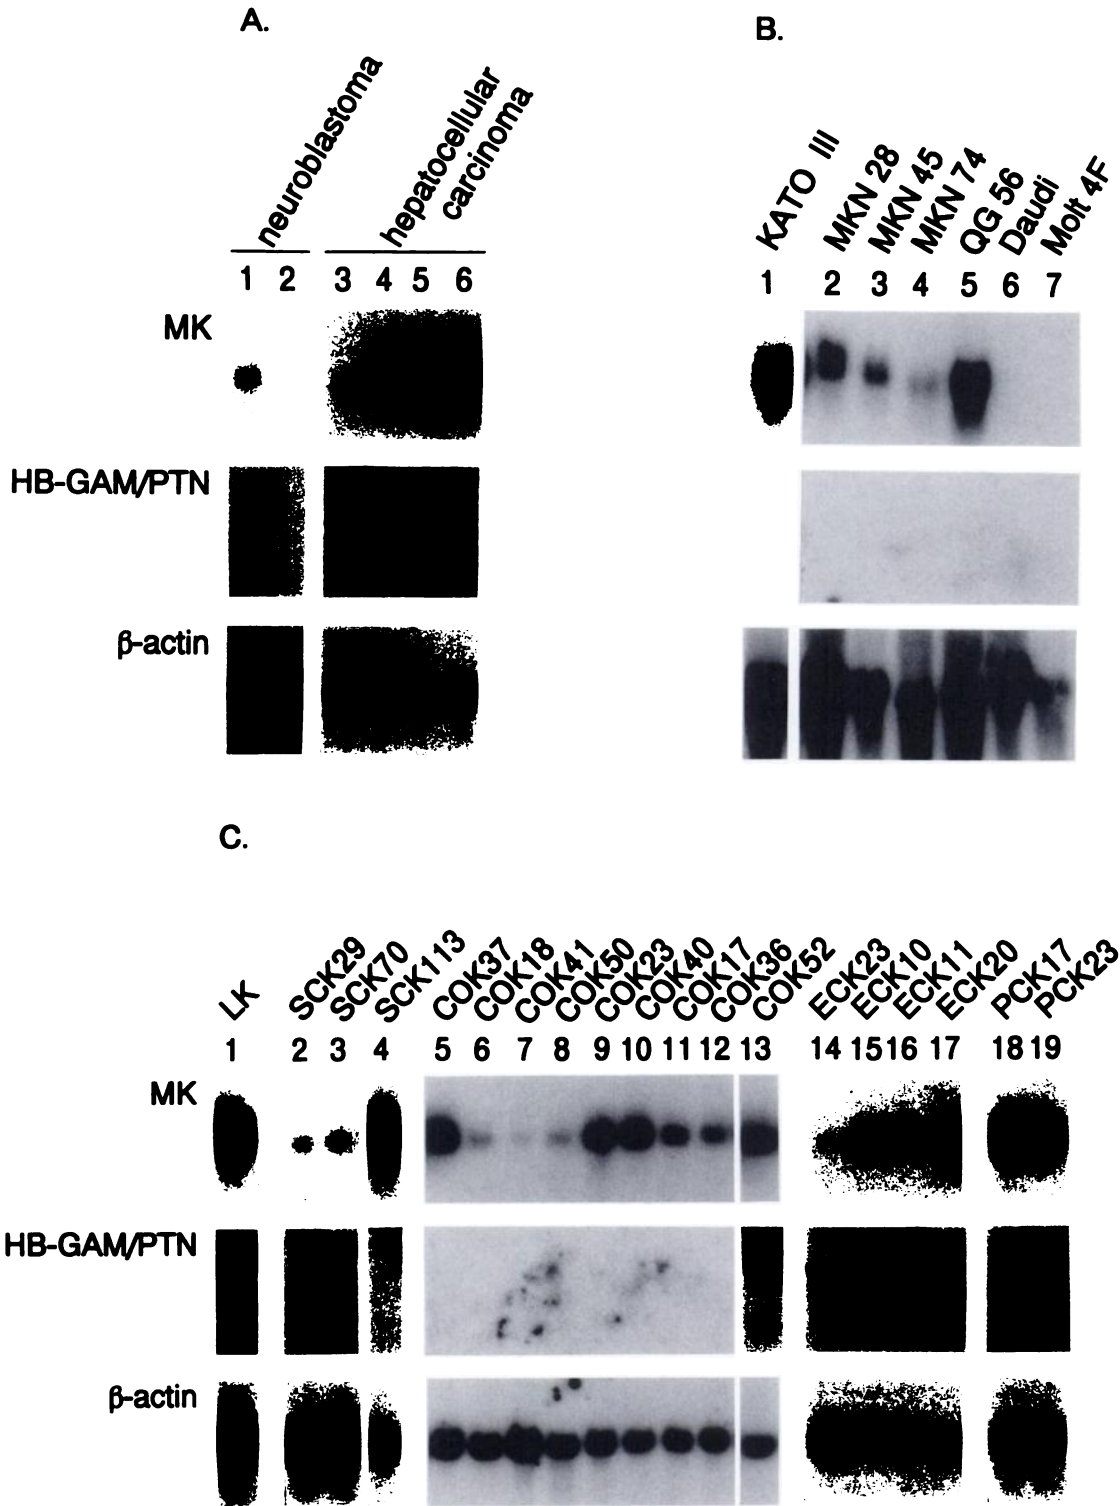 A.
neuroblastoma
hepatocellular
carcinoma
1 2 3 4 5 6
MK
HB-GAM/PTN
β-actin
B.
KATO III
MKN 28
MKN 45
MKN 74
QG 56
Daudi
Molt 4F
1 2 3 4 5 6 7
C.
LK
SCK29
SCK70
SCK113
COK37
COK18
COK41
COK50
COK23
COK40
COK17
COK36
COK52
ECK23
ECK10
ECK11
ECK20
PCK17
PCK23
1 2 3 4 5 6 7 8 9 10 11 12 13 14 15 16 17 18 19
MK
HB-GAM/PTN
β-actin